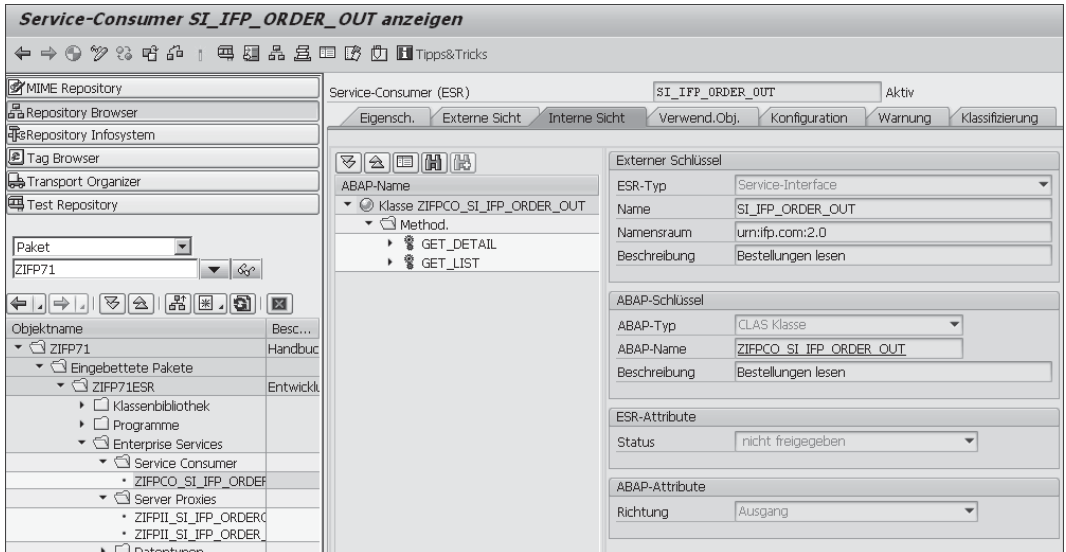 Service-Consumer SI_IFP_ORDER_OUT anzeigen
Tipps&Tricks
MIME Repository
Repository Browser
Repository Infosystem
Tag Browser
Transport Organizer
Test Repository
Paket
ZIFP71
Objektname Besc...
ZIFP71 Handbuc
Eingebettete Pakete
ZIFP71ESR Entwicklu
Klassenbibliothek
Programme
Enterprise Services
Service Consumer
ZIFPCO_SI_IFP_ORDER
Server Proxies
ZIFPII_SI_IFP_ORDERO
ZIFPII_SI_IFP_ORDER_
Datentypen
Service-Consumer (ESR) SI_IFP_ORDER_OUT Aktiv
Eigensch. Externe Sicht Interne Sicht Verwend.Obj. Konfiguration Warnung Klassifizierung
ABAP-Name
Klasse ZIFPCO_SI_IFP_ORDER_OUT
Method.
GET_DETAIL
GET_LIST
Externer Schlüssel
ESR-Typ Service-Interface
Name SI_IFP_ORDER_OUT
Namensraum urn:ifp.com:2.0
Beschreibung Bestellungen lesen
ABAP-Schlüssel
ABAP-Typ CLAS Klasse
ABAP-Name ZIFPCO_SI_IFP_ORDER_OUT
Beschreibung Bestellungen lesen
ESR-Attribute
Status nicht freigegeben
ABAP-Attribute
Richtung Ausgang